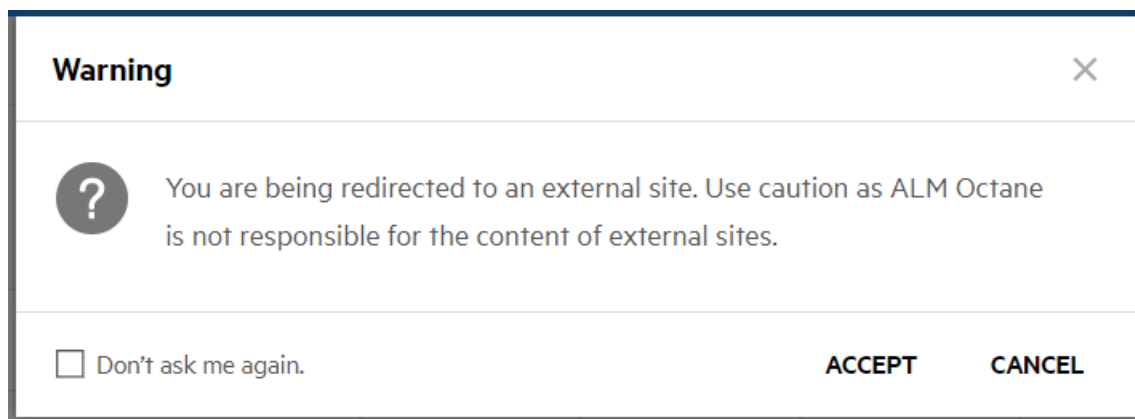 Warning
You are being redirected to an external site. Use caution as ALM Octane
is not responsible for the content of external sites.
Don't ask me again.
ACCEPT CANCEL